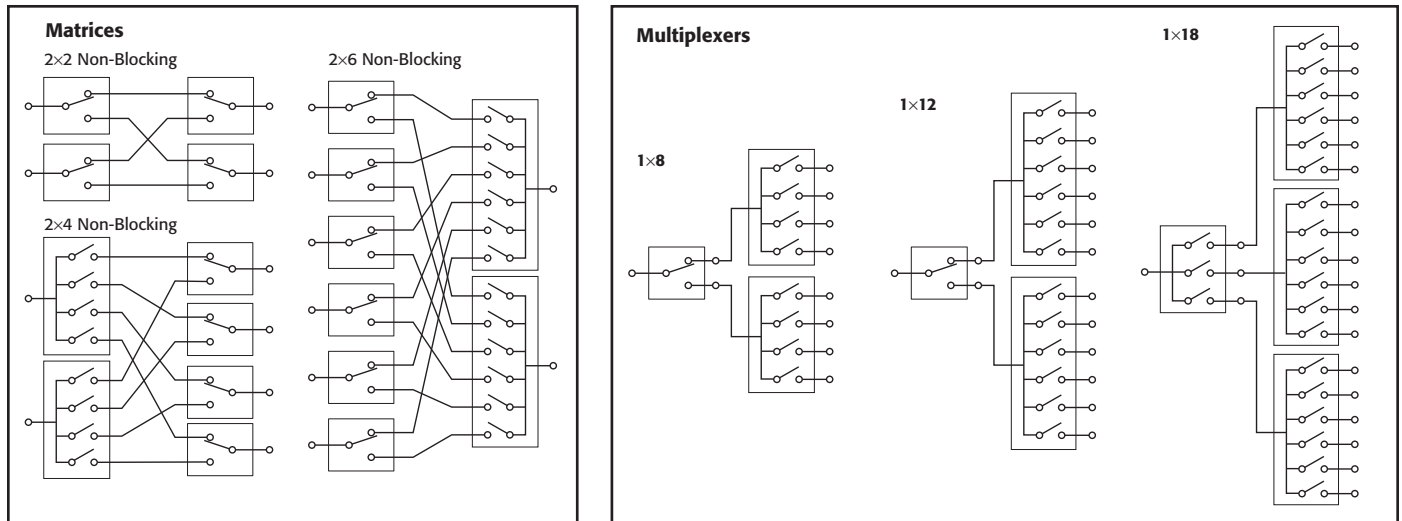 Matrices
2×2 Non-Blocking
2×6 Non-Blocking
2×4 Non-Blocking
Multiplexers
1×8
1×12
1×18